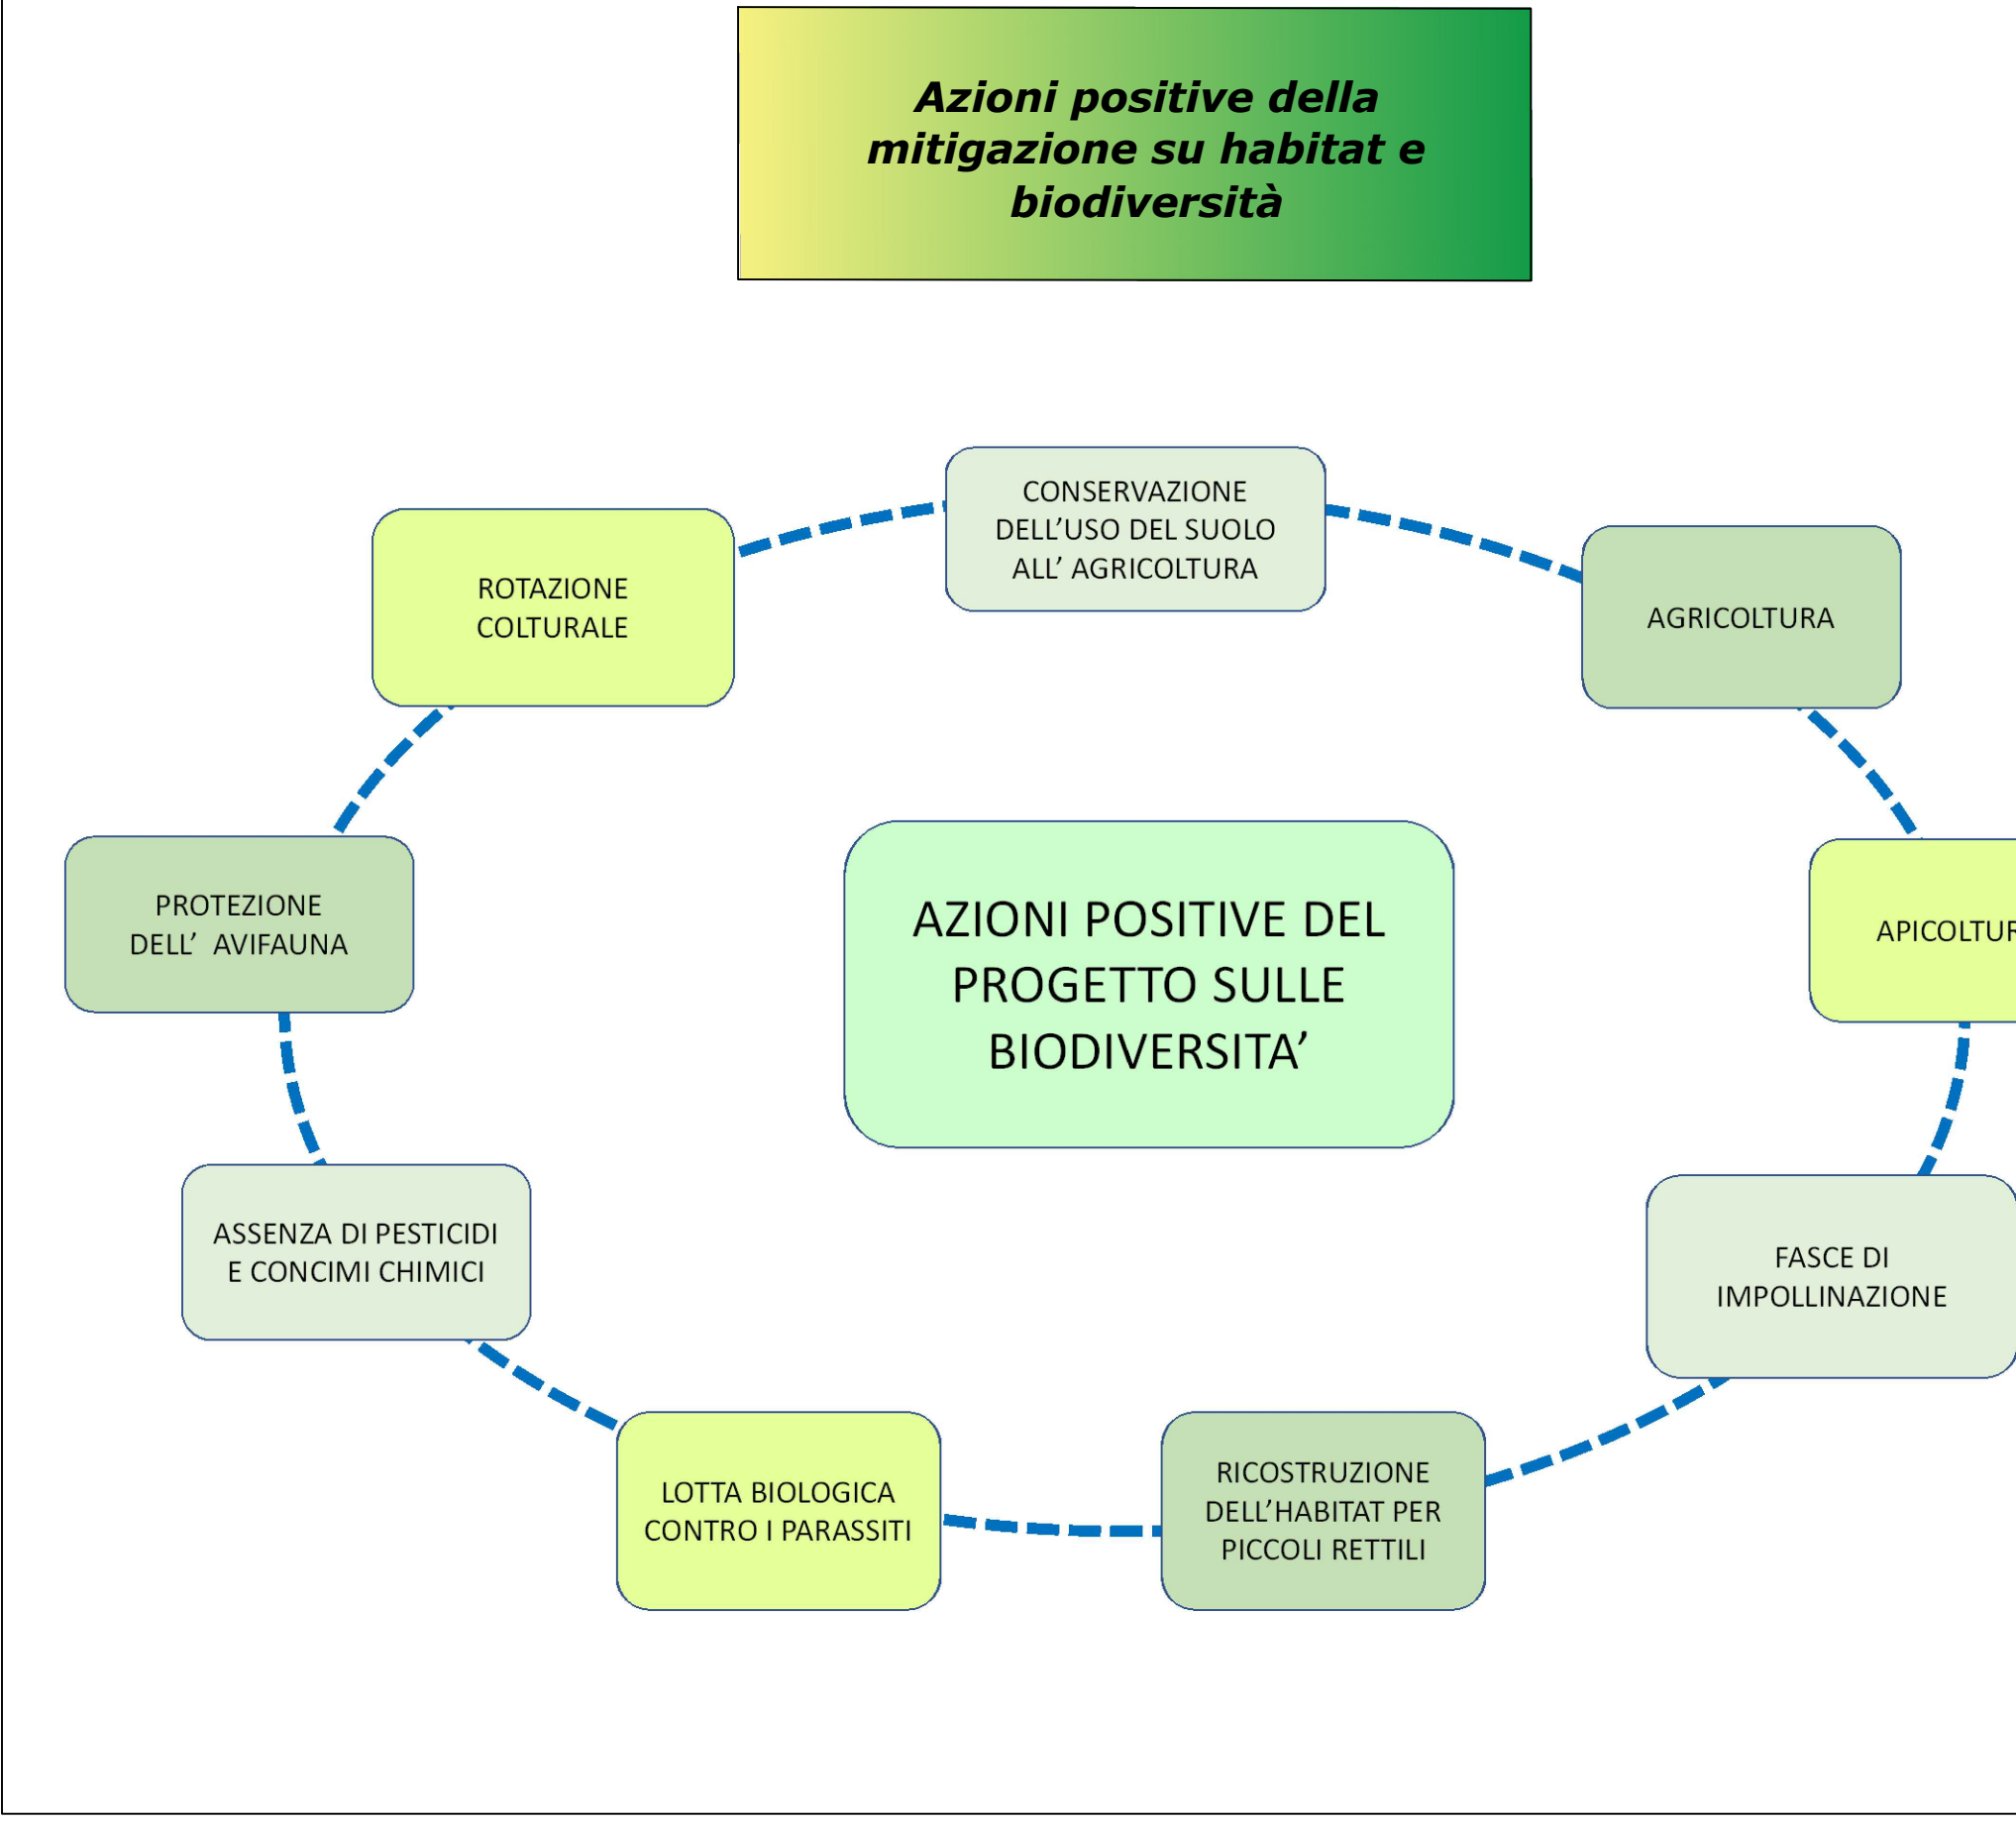 Azioni positive della
mitigazione su habitat e
biodiversità
CONSERVAZIONE
DELL’USO DEL SUOLO
ALL’ AGRICOLTURA
ROTAZIONE
COLTURALE
AGRICOLTURA
PROTEZIONE
DELL’ AVIFAUNA
AZIONI POSITIVE DEL
PROGETTO SULLE
BIODIVERSITA’
APICOLTUR
ASSENZA DI PESTICIDI
E CONCIMI CHIMICI
FASCE DI
IMPOLLINAZIONE
LOTTA BIOLOGICA
CONTRO I PARASSITI
RICOSTRUZIONE
DELL’HABITAT PER
PICCOLI RETTILI